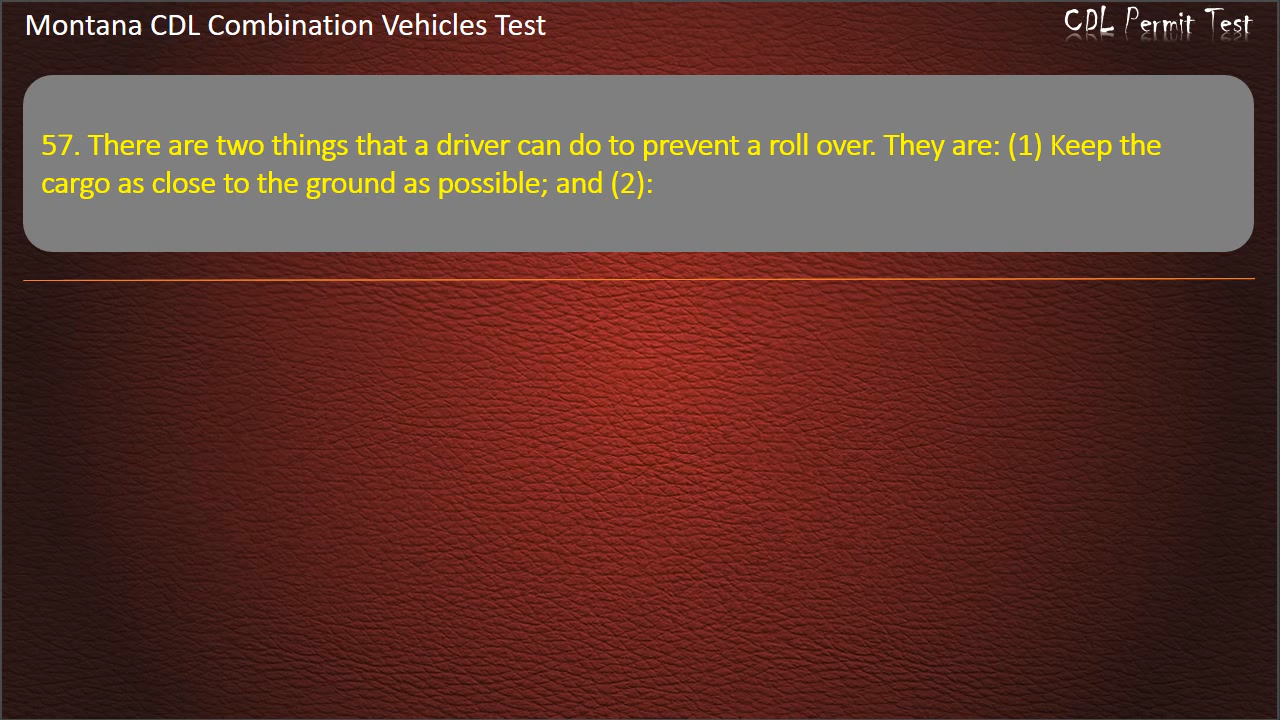 Montana CDL Combination Vehicles Test
CDL Permit Test
57. There are two things that a driver can do to prevent a roll over. They are: (1) Keep the
cargo as close to the ground as possible; and (2):